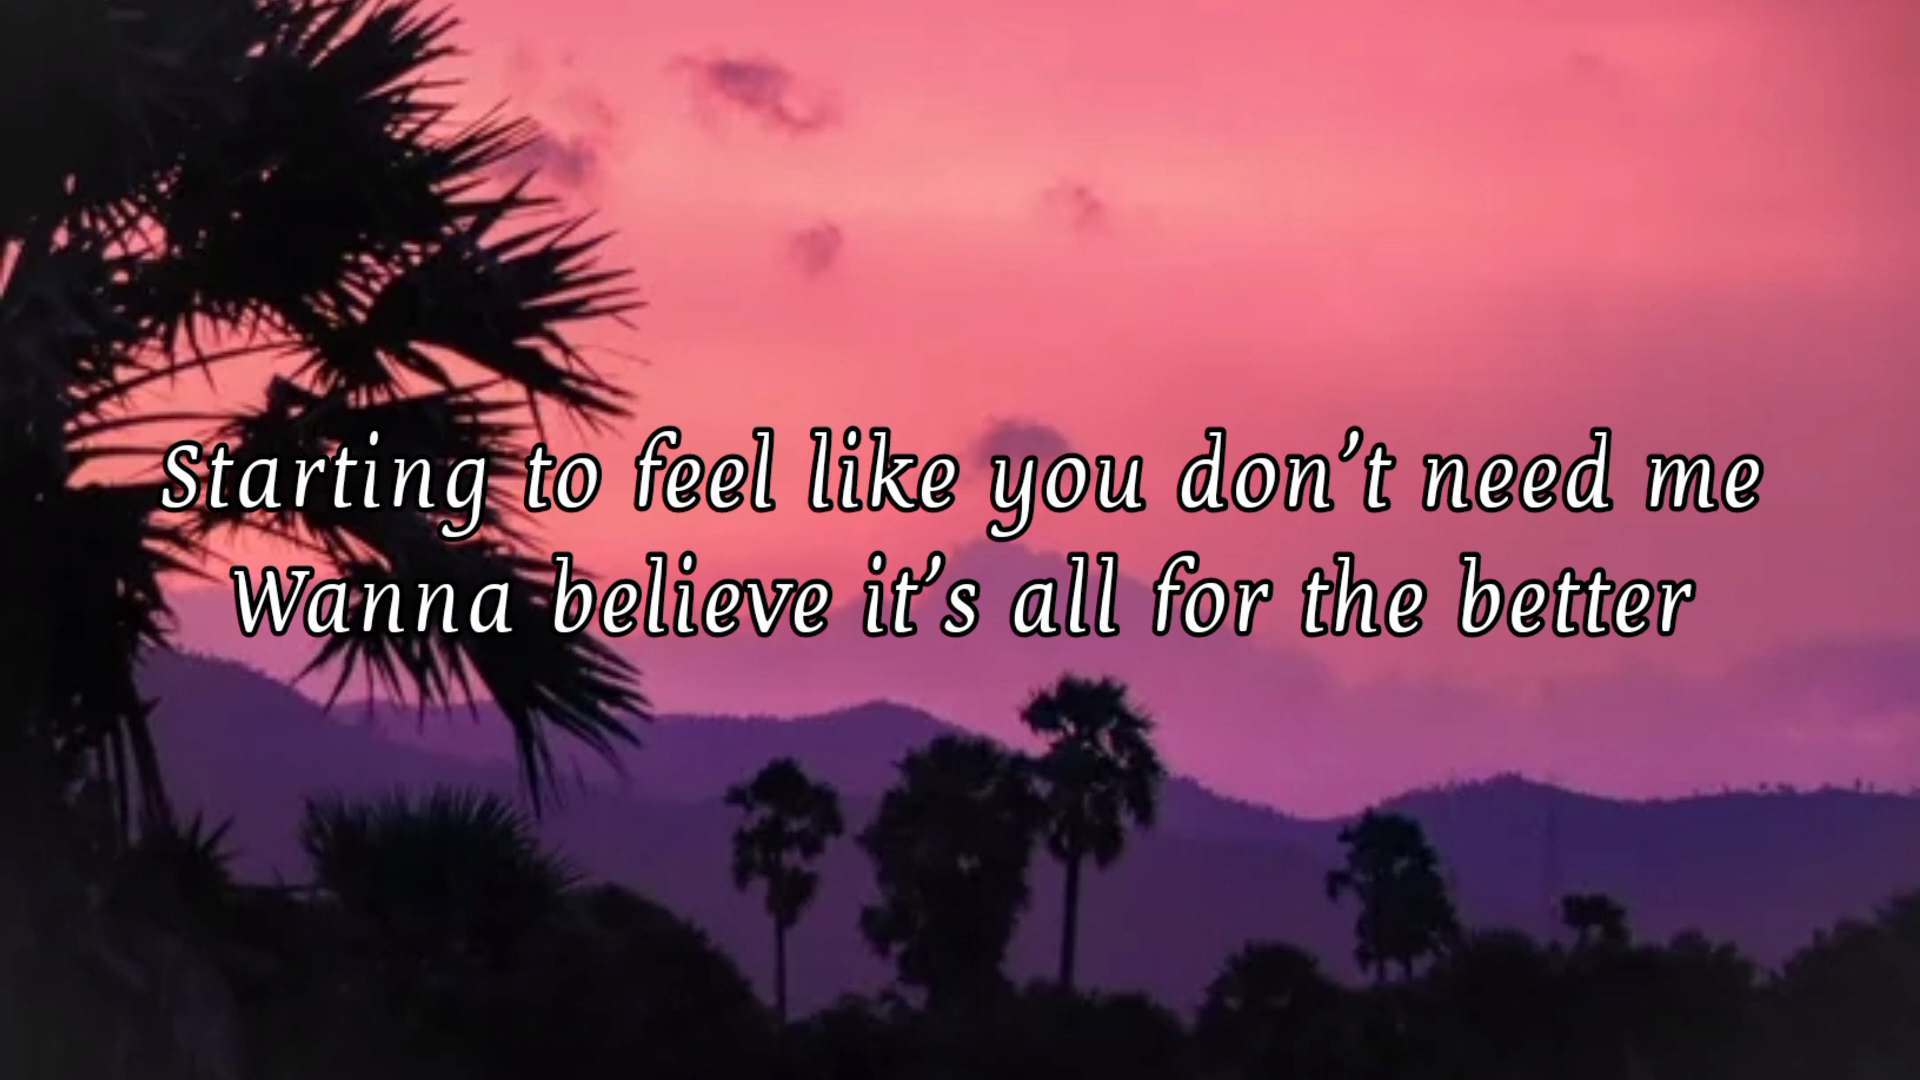 Starting to feel like you don’t need me
Wanna believe it’s all for the better